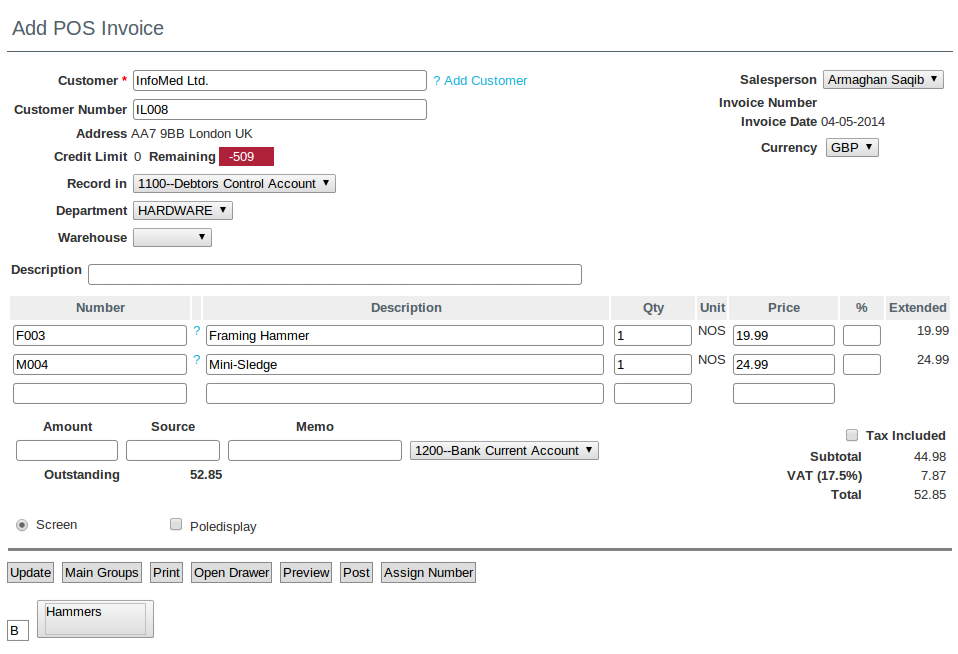 Add POS Invoice
Customer * InfoMed Ltd. ? Add Customer Salesperson Armaghan Saqib
Customer Number IL008 Invoice Number
Invoice Date 04-05-2014
Address AA7 9BB London UK
Credit Limit 0 Remaining -509 Currency GBP
Record in 1100--Debtors Control Account
Department HARDWARE
Warehouse
Description
Number Description Qty Unit Price % Extended
F003 ? Framing Hammer 1 NOS 19.99 19.99
M004 ? Mini-Sledge 1 NOS 24.99 24.99
Amount Source Memo
Tax Included
1200--Bank Current Account
Subtotal 44.98
Outstanding 52.85 VAT (17.5%) 7.87
Total 52.85
Screen Poledisplay
Update Main Groups Print Open Drawer Preview Post Assign Number
Hammers
B